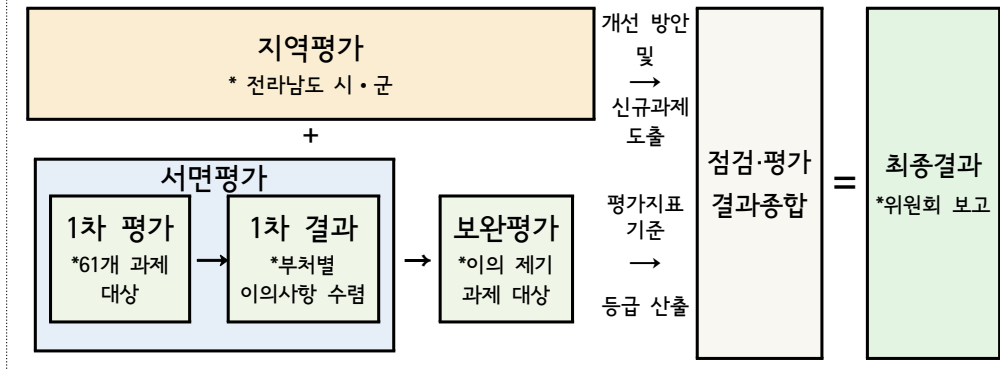 지역평가
* 전라남도 시·군
개선 방안
및
→
신규과제
도출
+
서면평가
1차 평가
*61개 과제
대상
→
1차 결과
*부처별
이의사항 수렴
→
보완평가
*이의 제기
과제 대상
평가지표
기준
→
등급 산출
점검·평가
결과종합
=
최종결과
*위원회 보고